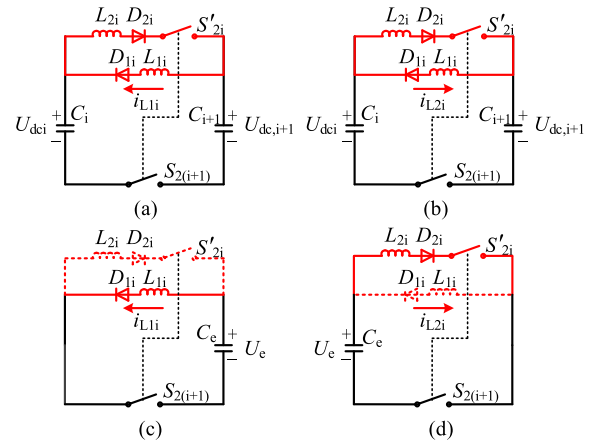 L2i D2i S′2i
D1i L1i
iL1i
+ Ci Ci+1 +
Udci Udc,i+1
− −
S2(i+1)
(a)
L2i D2i S′2i
D1i L1i
iL2i
+ Ci Ci+1 +
Udci Udc,i+1
− −
S2(i+1)
(b)
L2i D2i S′2i
D1i L1i
iL1i
Ce +
Ue
−
S2(i+1)
(c)
L2i D2i S′2i
D1i L1i
iL2i
+ Ce
Ue
−
S2(i+1)
(d)